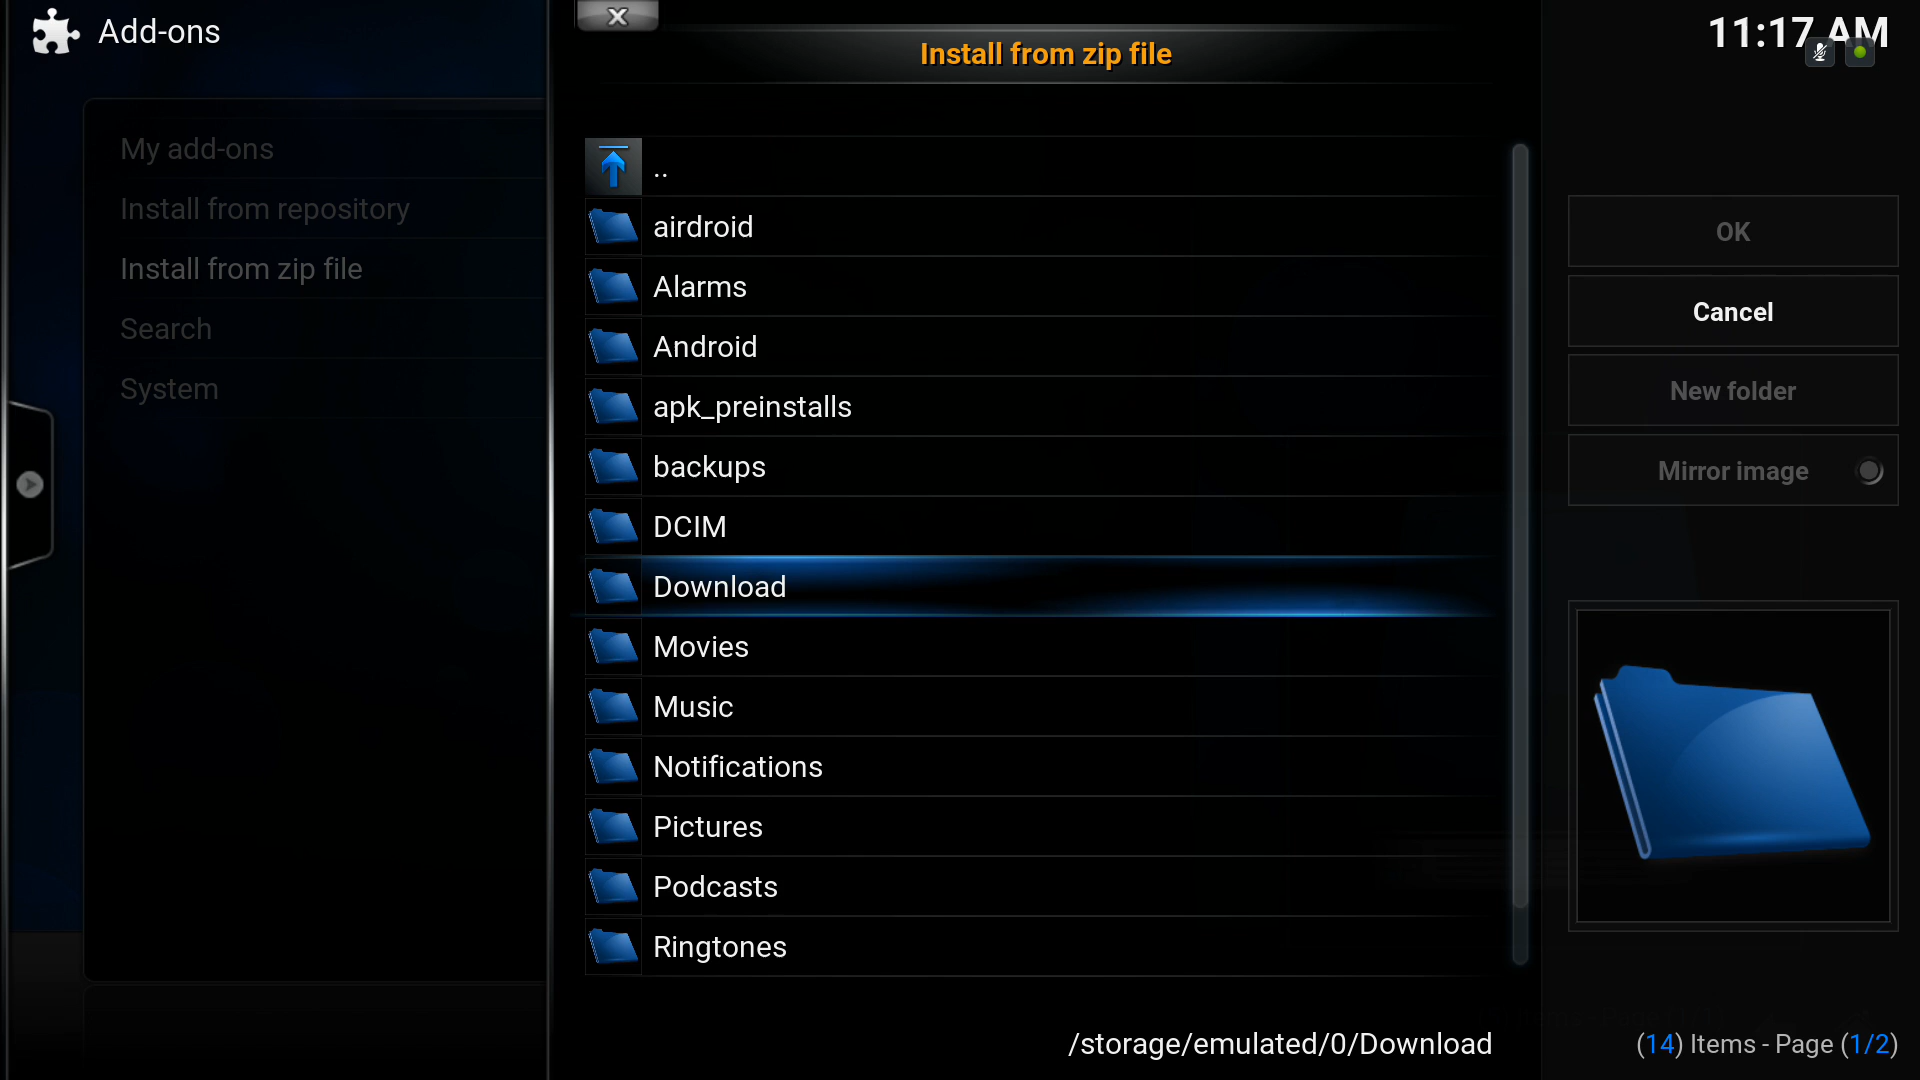 Add-ons
X
Install from zip file
11:17 AM
My add-ons
Install from repository
Install from zip file
Search
System
..
airdroid
Alarms
Android
apk_preinstalls
backups
DCIM
Download
Movies
Music
Notifications
Pictures
Podcasts
Ringtones
OK
Cancel
New folder
Mirror image
/storage/emulated/0/Download
(14) Items - Page (1/2)